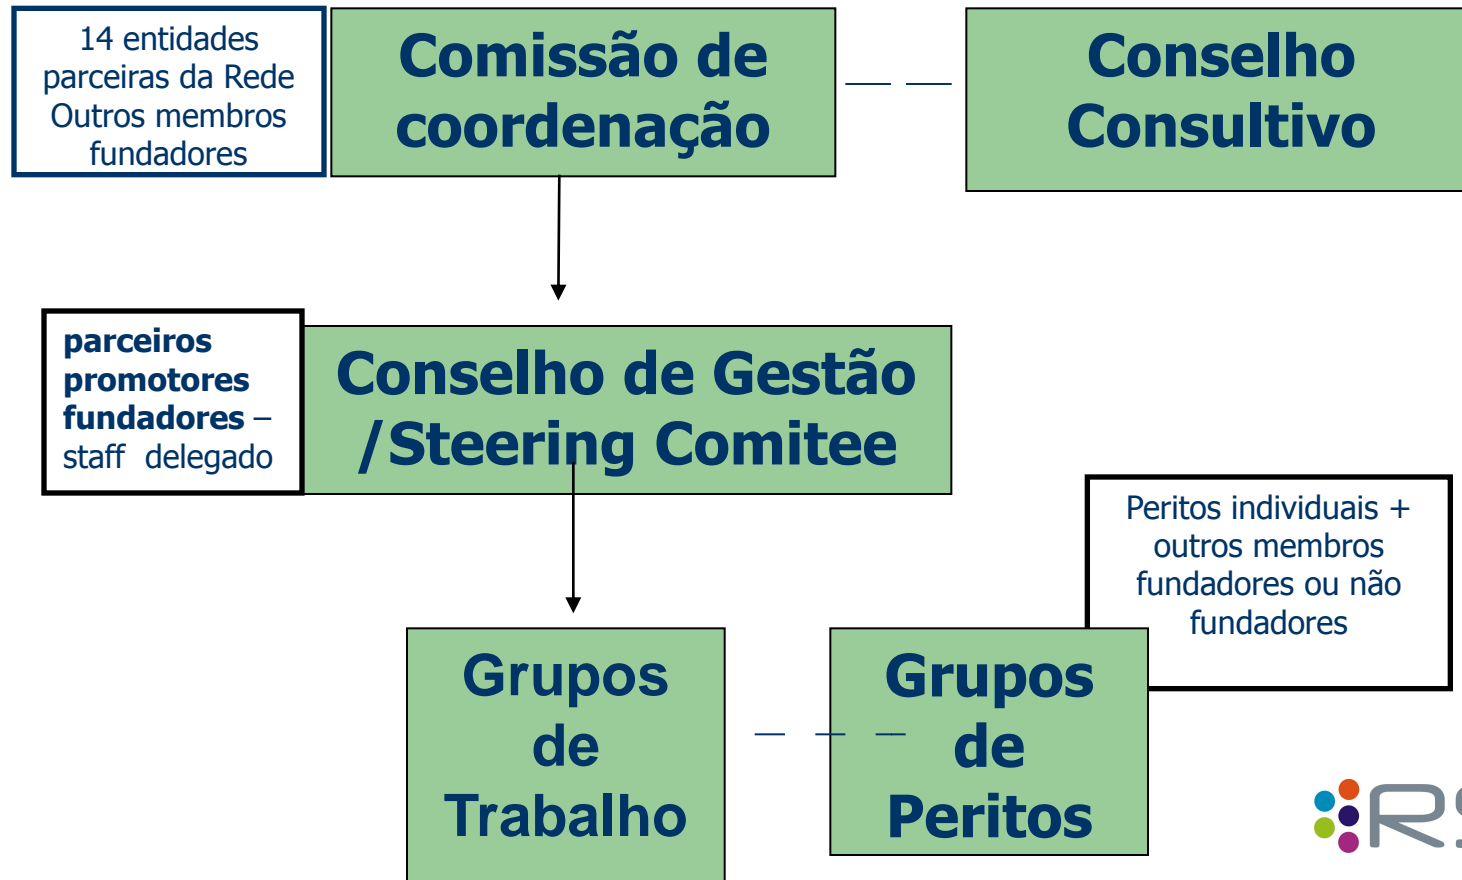 14 entidades
parceiras da Rede
Outros membros
fundadores
Comissão de
coordenação
Conselho
Consultivo
parceiros
promotores
fundadores –
staff delegado
Conselho de Gestão
/Steering Comitee
Peritos individuais +
outros membros
fundadores ou não
fundadores
Grupos
de
Trabalho
Grupos
de
Peritos
RS